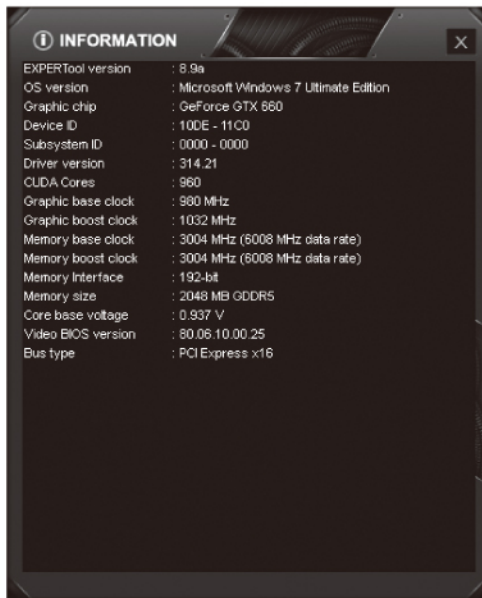 i INFORMATION X
EXPERTool version : 8.9a
OS version : Microsoft Windows 7 Ultimate Edition
Graphic chip : GeForce GTX 660
Device ID : 10DE - 11C0
Subsystem ID : 0000 - 0000
Driver version : 314.21
CUDA Cores : 960
Graphic base clock : 980 MHz
Graphic boost clock : 1032 MHz
Memory base clock : 3004 MHz (6008 MHz data rate)
Memory boost clock : 3004 MHz (6008 MHz data rate)
Memory Interface : 192-bit
Memory size : 2048 MB GDDR5
Core base voltage : 0.937 V
Video BIOS version : 80.06.10.00.25
Bus type : PCI Express x16